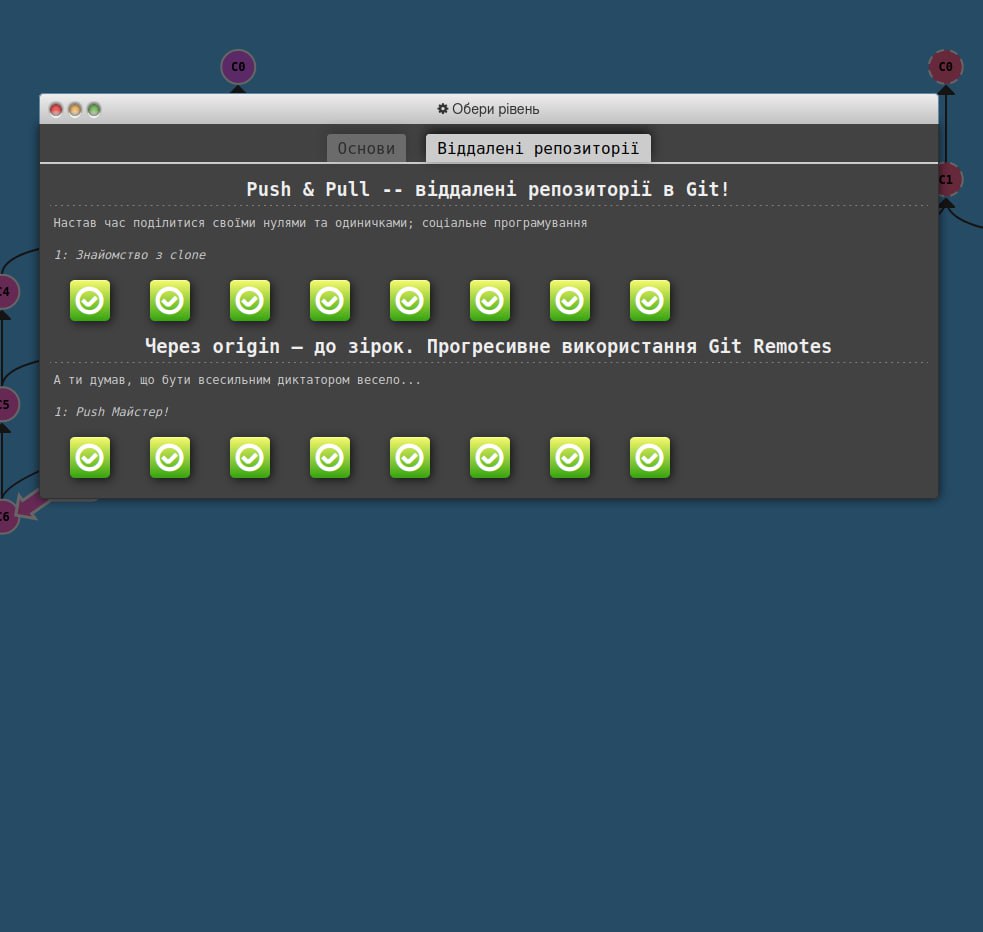 C0
C0
Обери рівень
Основи
Віддалені репозиторії
Push & Pull -- віддалені репозиторії в Git!
C1
Настав час поділитися своїми нулями та одиничками; соціальне програмування
1: Знайомство з clone
C4
Через origin – до зірок. Прогресивне використання Git Remotes
А ти думав, що бути всесильним диктатором весело...
C5
1: Push Майстер!
C6